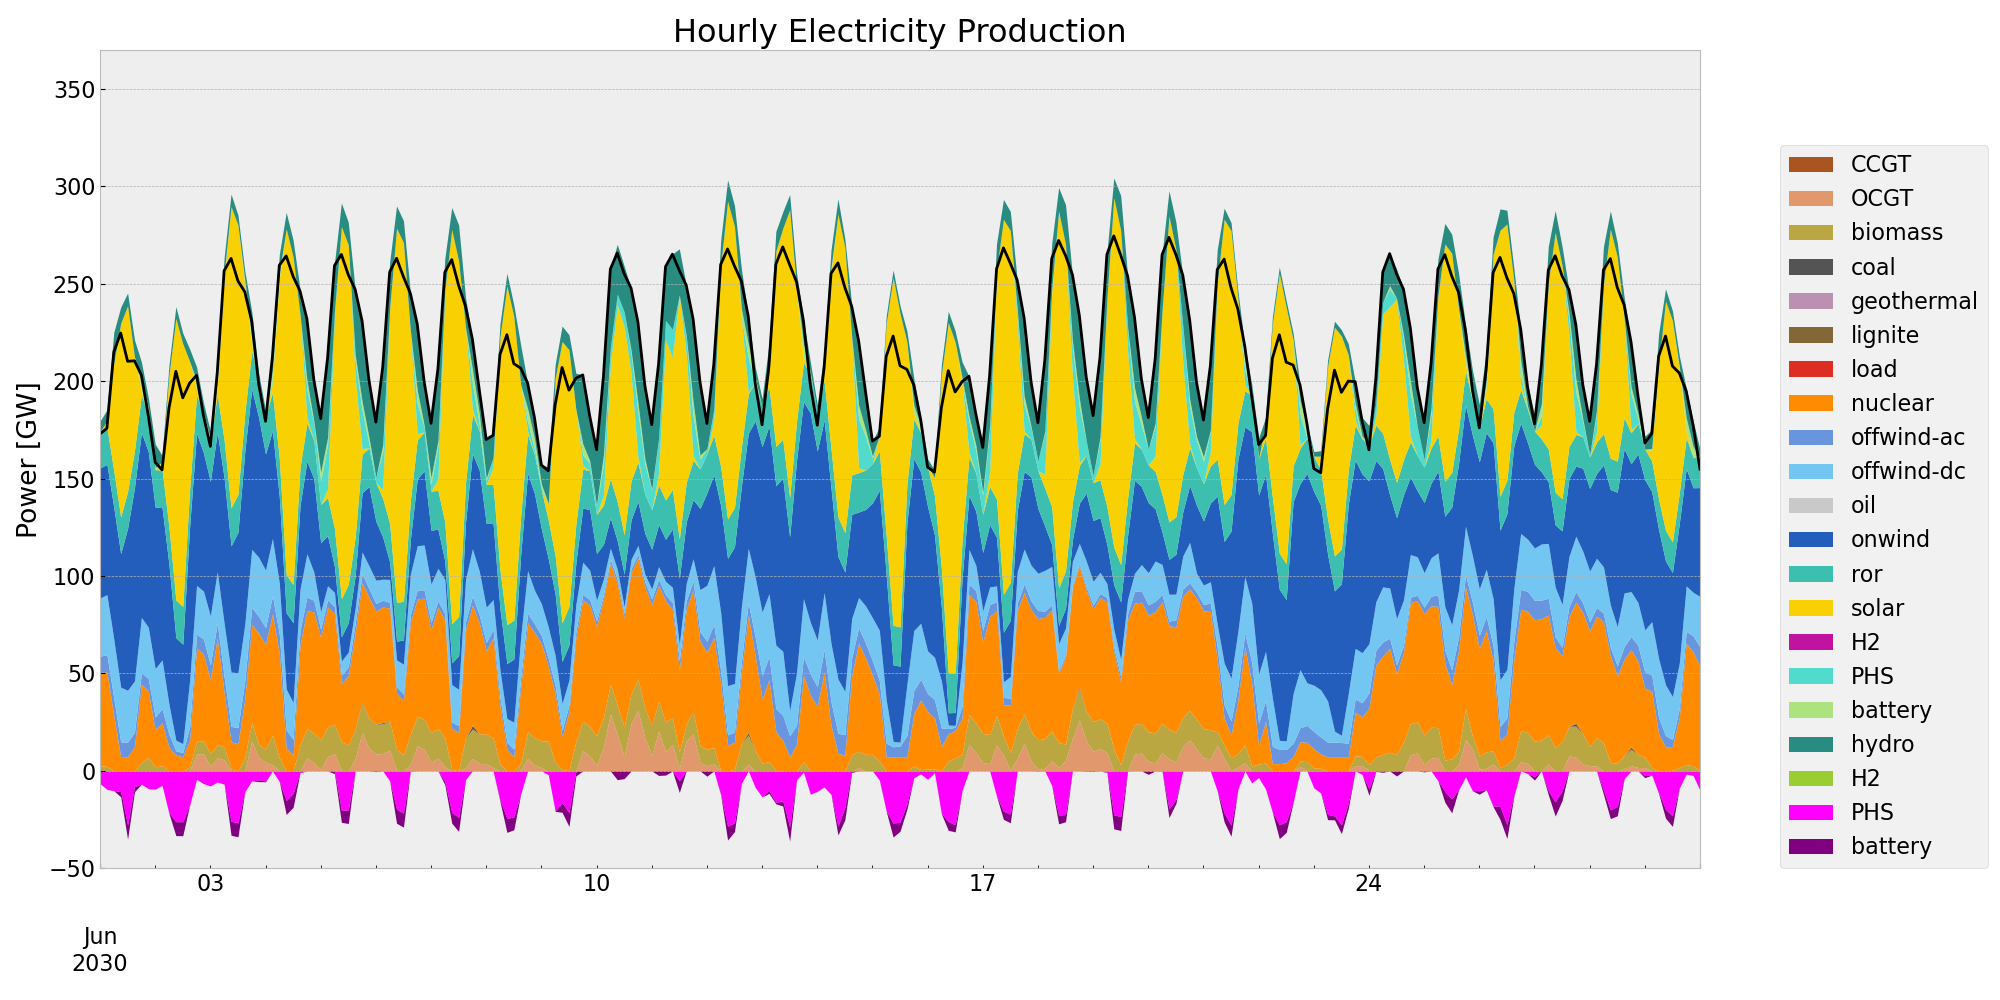 Hourly Electricity Production
Power [GW]
350
300
250
200
150
100
50
0
−50
03
10
17
24
Jun
2030
CCGT
OCGT
biomass
coal
geothermal
lignite
load
nuclear
offwind-ac
offwind-dc
oil
onwind
ror
solar
H2
PHS
battery
hydro
H2
PHS
battery